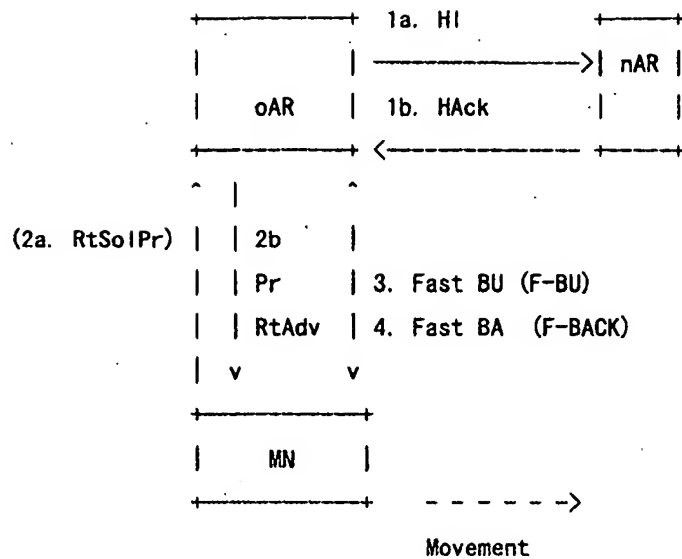 +----------+ 1a. HI +-----+
| | ------------->| nAR |
| oAR | 1b. HAck | |
+----------+ <------------- +-----+
^ | ^
(2a. RtSolPr) | | 2b |
| | Pr | 3. Fast BU (F-BU)
| | RtAdv | 4. Fast BA (F-BACK)
| v v
+-----------+
| MN |
+-----------+ - - - - ->
Movement